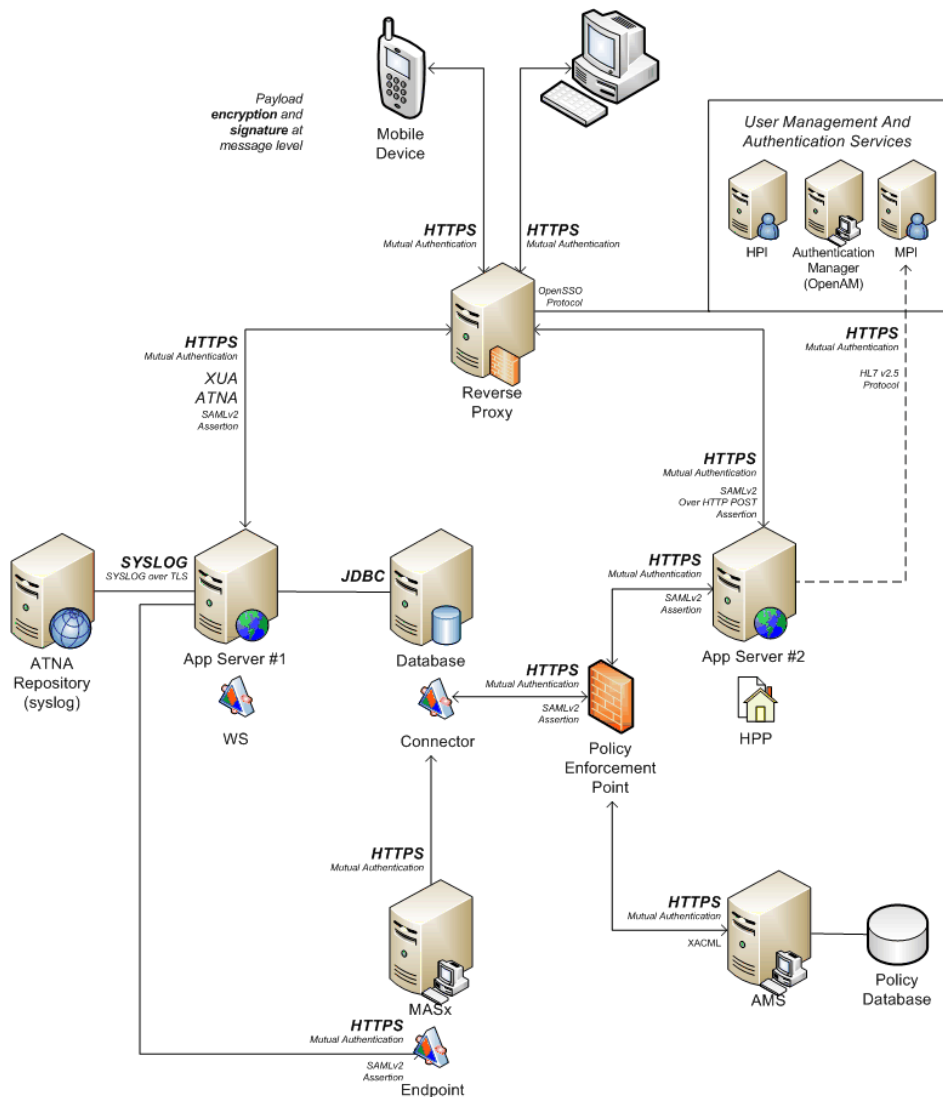 Payload
encryption and
signature at
message level
Mobile
Device
User Management And
Authentication Services
HPI
Authentication
Manager
(OpenAM)
MPI
HTTPS
Mutual Authentication
HTTPS
Mutual Authentication
OpenSSO
Protocol
HTTPS
Mutual Authentication
XUA
ATNA
SAMLv2
Assertion
Reverse
Proxy
HTTPS
Mutual Authentication
HL7 v2.5
Protocol
HTTPS
Mutual Authentication
SAMLv2
Over HTTP POST
Assertion
SYSLOG
SYSLOG over TLS
JDBC
HTTPS
Mutual Authentication
SAMLv2
Assertion
ATNA
Repository
(syslog)
App Server #1
WS
Database
Connector
HTTPS
Mutual Authentication
SAMLv2
Assertion
App Server #2
HPP
Policy
Enforcement
Point
HTTPS
Mutual Authentication
MASx
HTTPS
Mutual Authentication
XACML
AMS
Policy
Database
HTTPS
Mutual Authentication
SAMLv2
Assertion
Endpoint